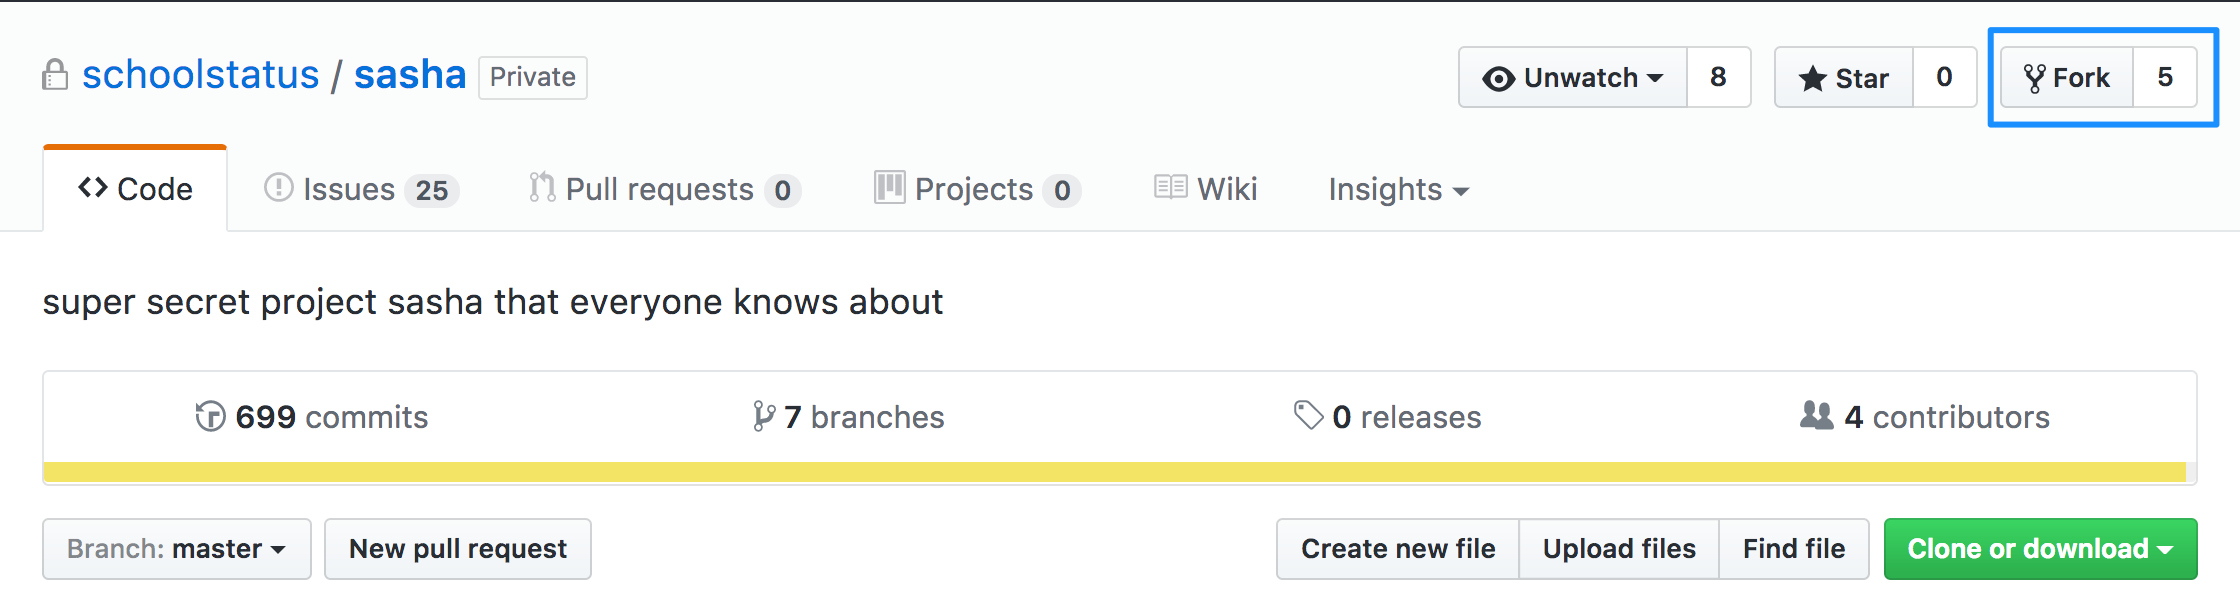 schoolstatus / sasha Private Unwatch 8 Star 0 Fork 5
Code Issues 25 Pull requests 0 Projects 0 Wiki Insights
super secret project sasha that everyone knows about
699 commits 7 branches 0 releases 4 contributors
Branch: master New pull request Create new file Upload files Find file Clone or download